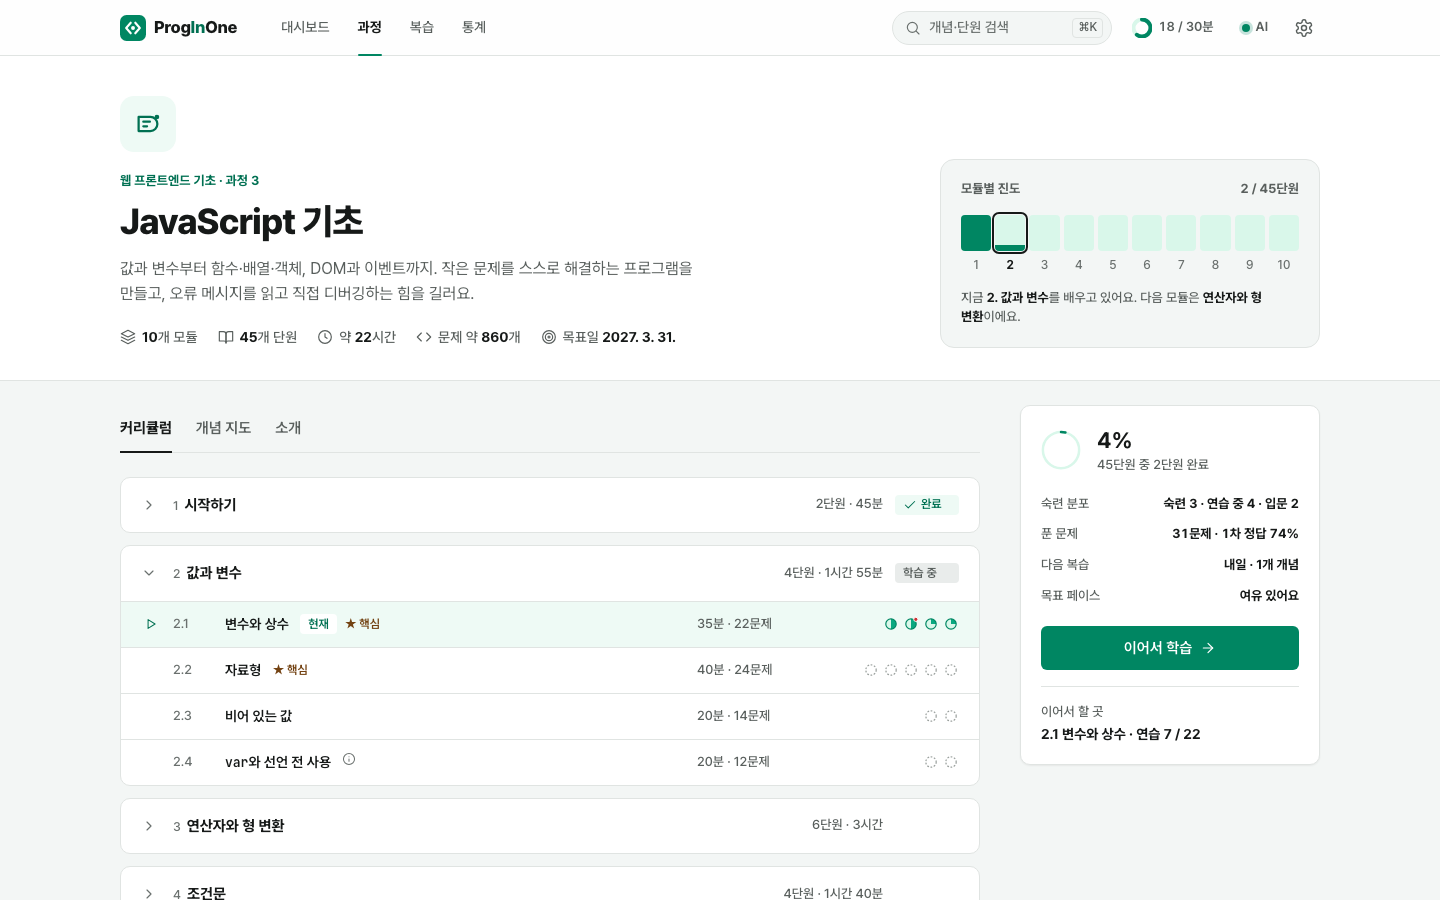 ProgInOne
대시보드
과정
복습
통계
개념·단원 검색
⌘K
18 / 30분
AI
웹 프론트엔드 기초 · 과정 3
JavaScript 기초
값과 변수부터 함수·배열·객체, DOM과 이벤트까지. 작은 문제를 스스로 해결하는 프로그램을
만들고, 오류 메시지를 읽고 직접 디버깅하는 힘을 길러요.
10개 모듈
45개 단원
약 22시간
문제 약 860개
목표일 2027. 3. 31.
모듈별 진도
2 / 45단원
1 2 3 4 5 6 7 8 9 10
지금 2. 값과 변수를 배우고 있어요. 다음 모듈은 연산자와 형
변환이에요.
커리큘럼
개념 지도
소개
1 시작하기
2단원 · 45분
완료
2 값과 변수
4단원 · 1시간 55분
학습 중
2.1 변수와 상수 현재 ★ 핵심 35분 · 22문제
2.2 자료형 ★ 핵심 40분 · 24문제
2.3 비어 있는 값 20분 · 14문제
2.4 var와 선언 전 사용 20분 · 12문제
3 연산자와 형 변환 6단원 · 3시간
4 조건문 4단원 · 1시간 40분
4%
45단원 중 2단원 완료
숙련 분포 숙련 3 · 연습 중 4 · 입문 2
푼 문제 31문제 · 1차 정답 74%
다음 복습 내일 · 1개 개념
목표 페이스 여유 있어요
이어서 학습
이어서 할 곳
2.1 변수와 상수 · 연습 7 / 22